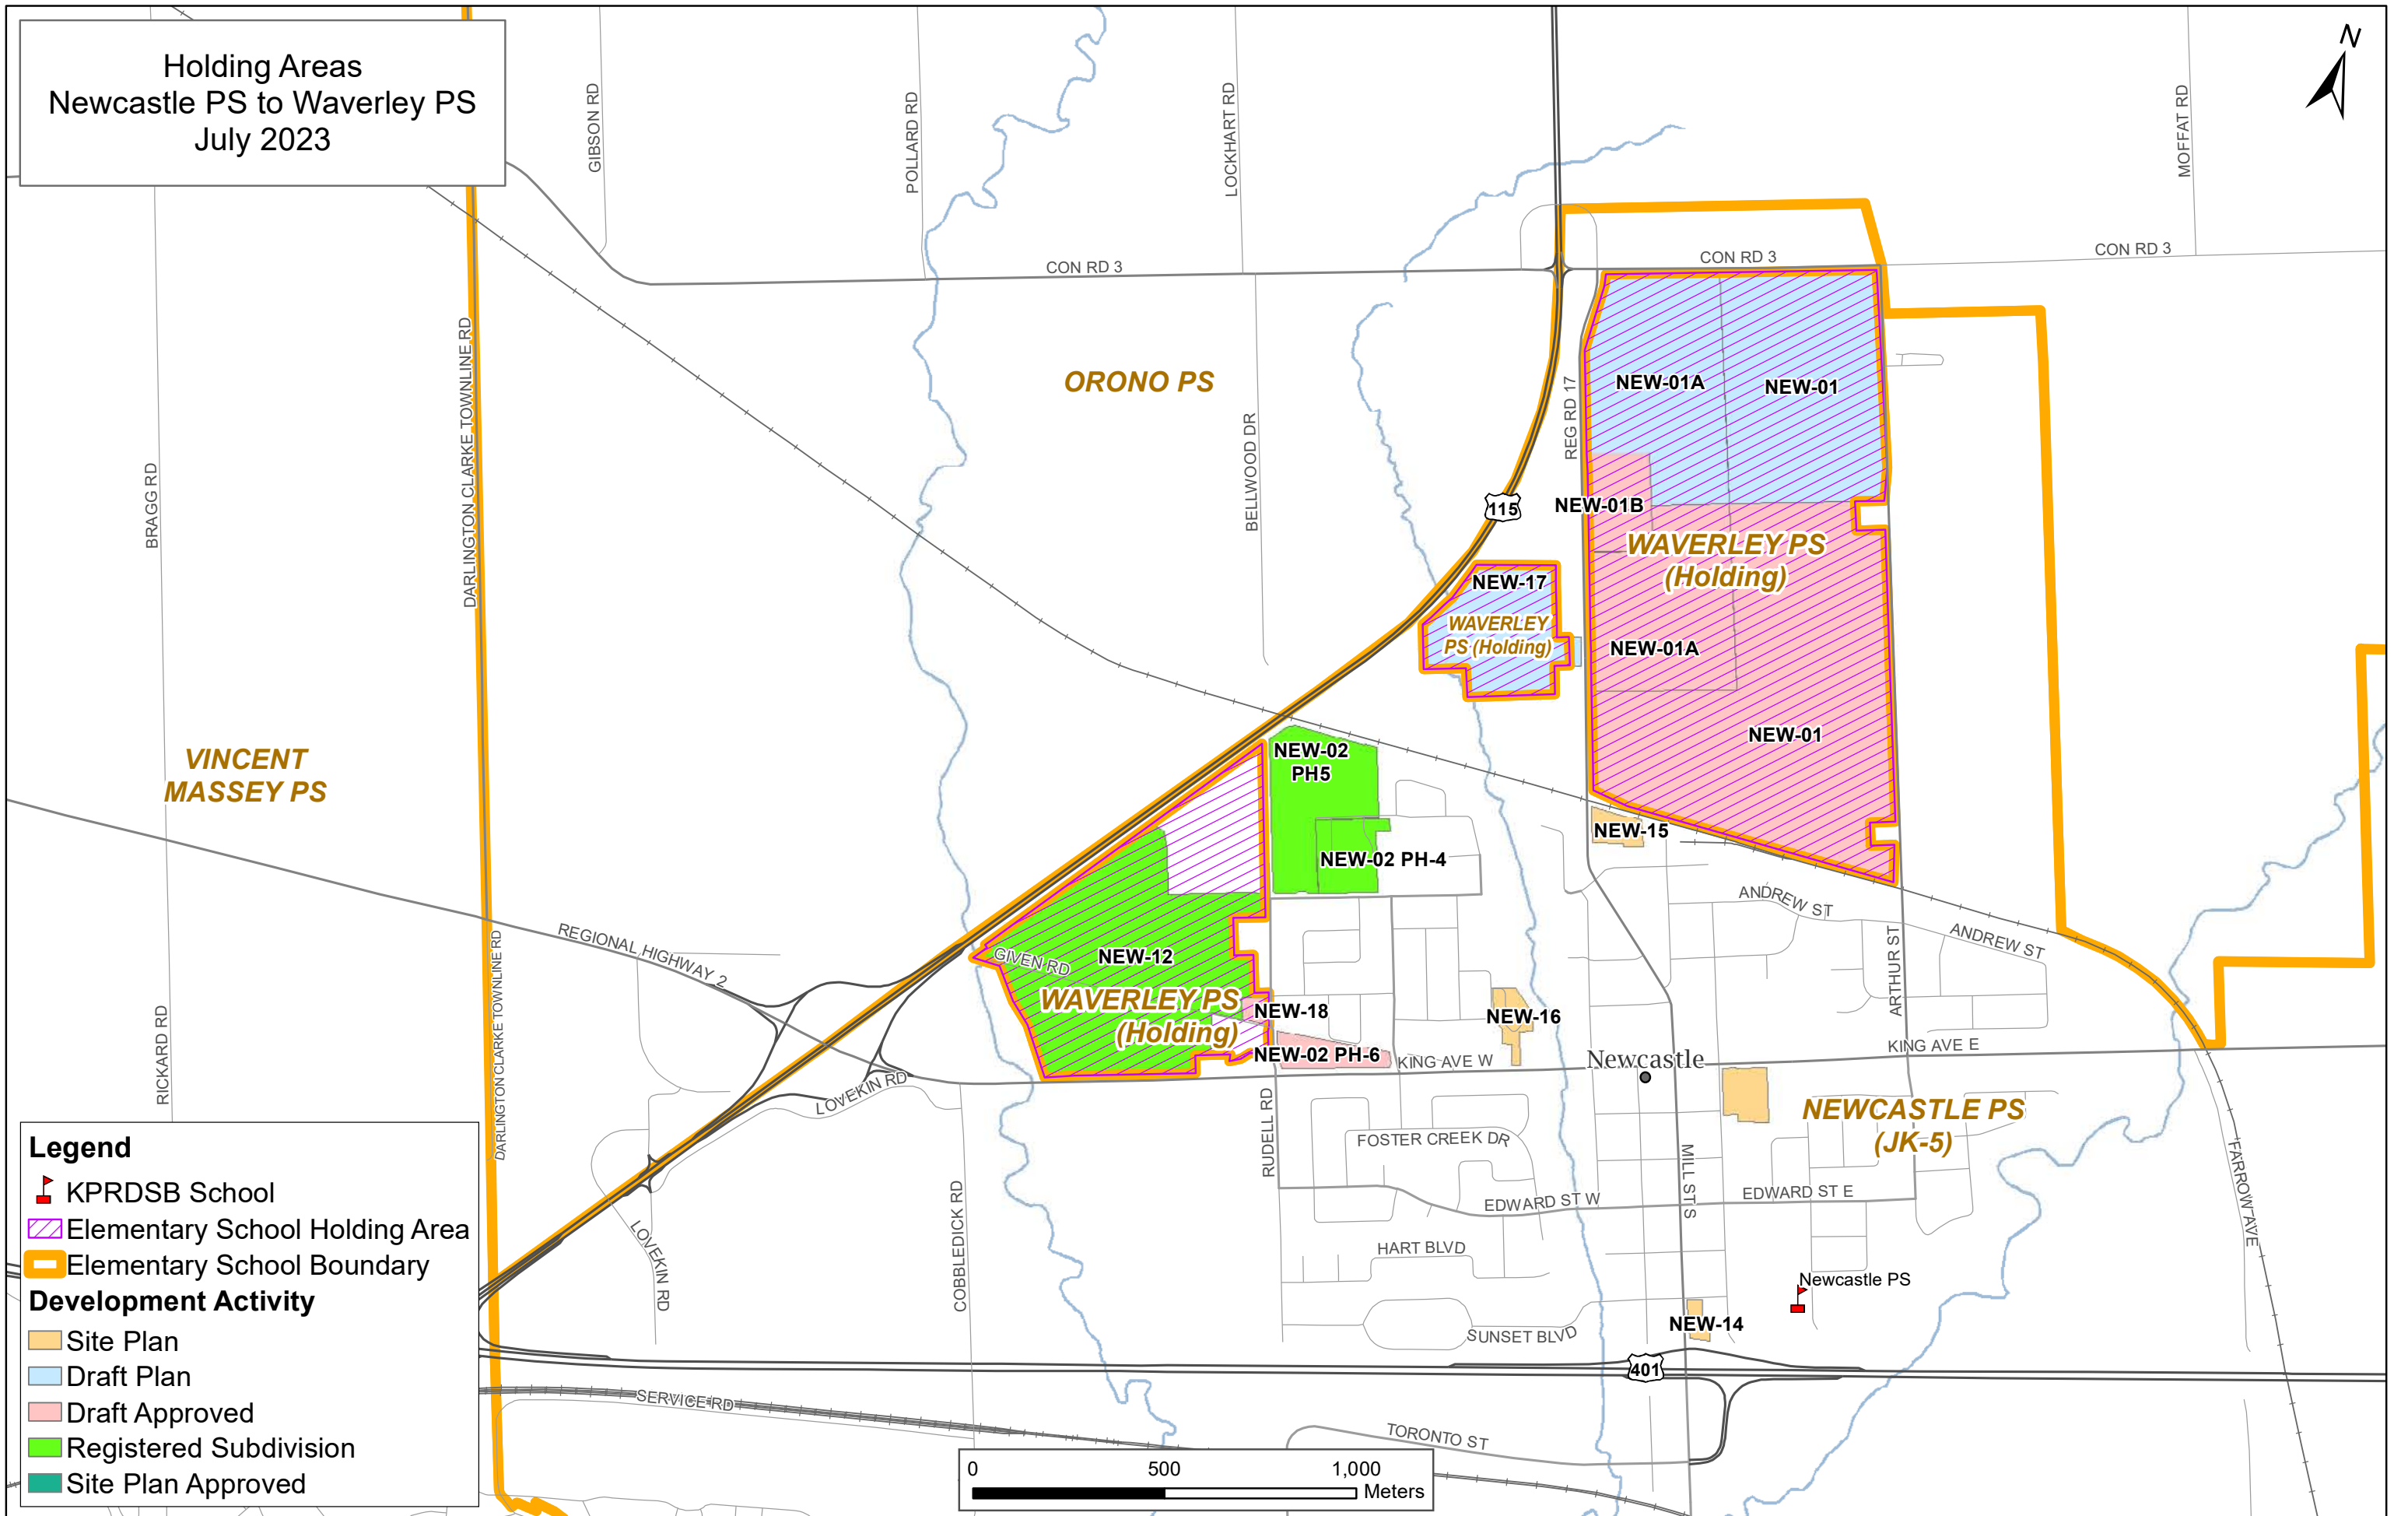 Holding Areas
Newcastle PS to Waverley PS
July 2023
N
GIBSON RD
POLLARD RD
LOCKHART RD
MOFFAT RD
CON RD 3
CON RD 3
CON RD 3
DARLINGTON CLARKE TOWNLINE RD
ORONO PS
REG RD 17
NEW-01A
NEW-01
BRAGG RD
BELLWOOD DR
115
NEW-01B
WAVERLEY PS
(Holding)
NEW-17
WAVERLEY
PS (Holding)
NEW-01A
NEW-01
VINCENT
MASSEY PS
NEW-02
PH5
NEW-15
NEW-02 PH-4
ANDREW ST
ANDREW ST
REGIONAL HIGHWAY 2
GIVEN RD
NEW-12
ARTHUR ST
WAVERLEY PS
(Holding)
NEW-18
NEW-16
DARLINGTON CLARKE TOWNLINE RD
RICKARD RD
NEW-02 PH-6
KING AVE W
Newcastle
KING AVE E
LOVEKIN RD
RUDELL RD
NEWCASTLE PS
(JK-5)
FOSTER CREEK DR
MILL ST S
FARROW AVE
COBBLEDICK RD
EDWARD ST W
EDWARD ST E
LOVEKIN RD
HART BLVD
Newcastle PS
SUNSET BLVD
NEW-14
401
SERVICE RD
TORONTO ST
Legend
KPRDSB School
Elementary School Holding Area
Elementary School Boundary
Development Activity
Site Plan
Draft Plan
Draft Approved
Registered Subdivision
Site Plan Approved
0 500 1,000
Meters